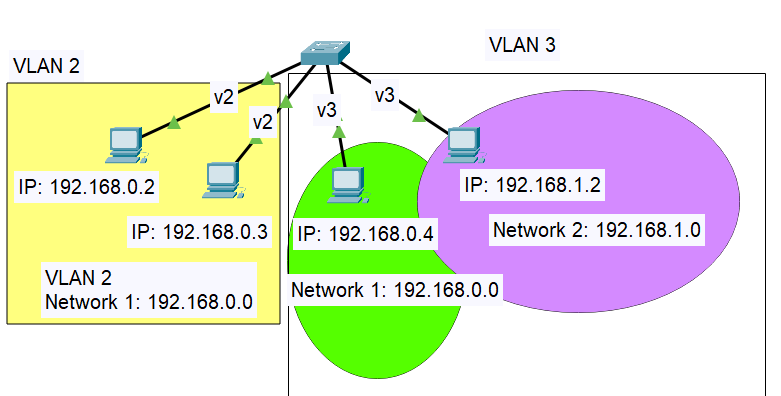 VLAN 2
VLAN 3
v2
v2
v3
v3
IP: 192.168.0.2
IP: 192.168.0.3
IP: 192.168.0.4
IP: 192.168.1.2
Network 2: 192.168.1.0
VLAN 2
Network 1: 192.168.0.0
Network 1: 192.168.0.0